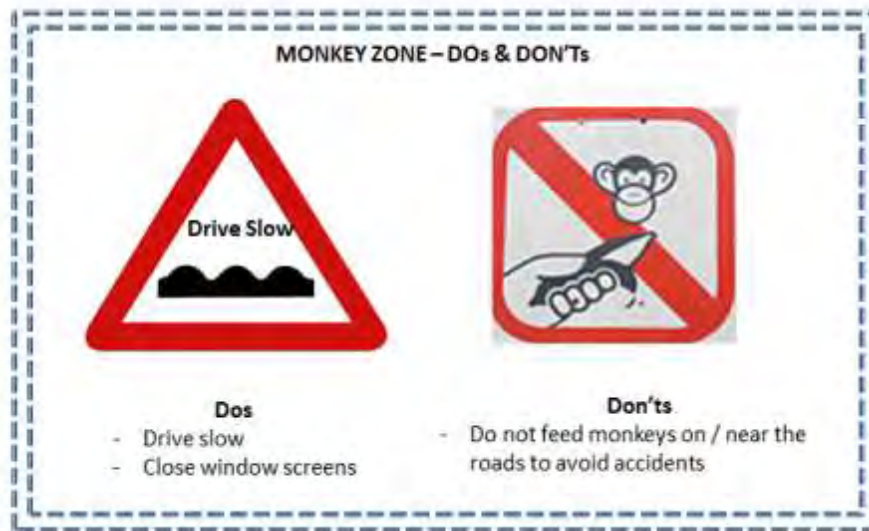 MONKEY ZONE – DOs & DON'Ts
Drive Slow
Dos
- Drive slow
- Close window screens
Don'ts
- Do not feed monkeys on / near the
roads to avoid accidents